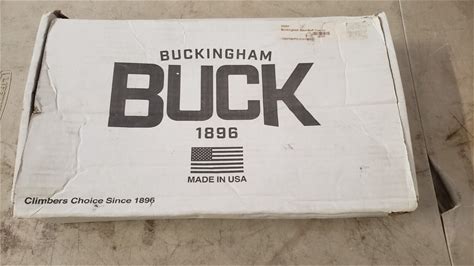 BUCKINGHAM
BUCK
1896
MADE IN USA
Climbers Choice Since 1896